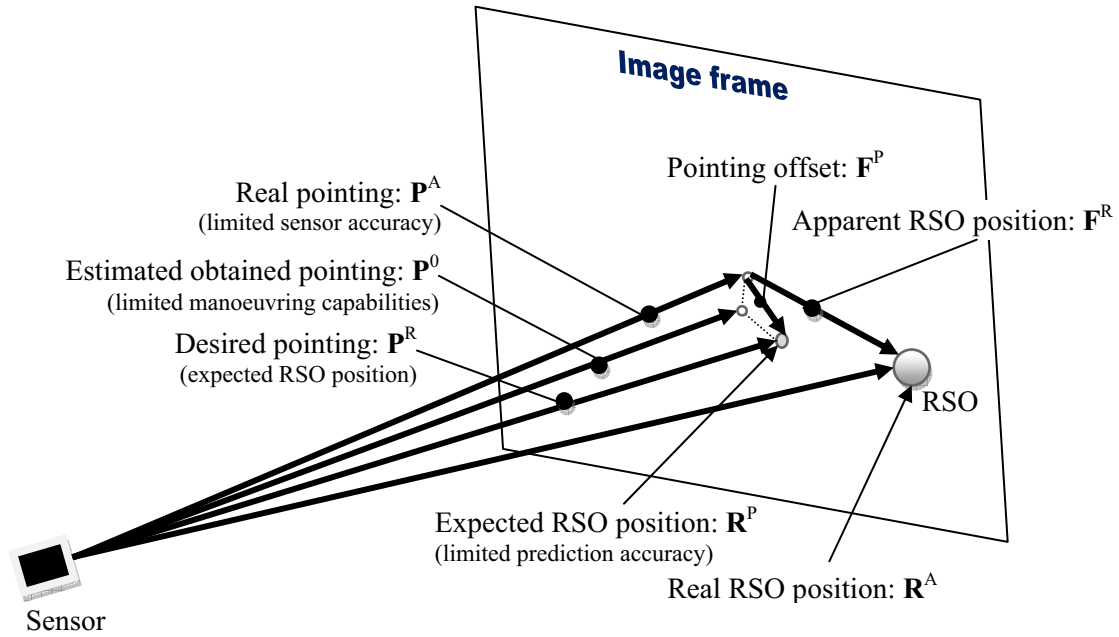 Image frame
Pointing offset: F^P
Real pointing: P^A
(limited sensor accuracy)
Apparent RSO position: F^R
Estimated obtained pointing: P^0
(limited manoeuvring capabilities)
Desired pointing: P^R
(expected RSO position)
RSO
Expected RSO position: R^P
(limited prediction accuracy)
Real RSO position: R^A
Sensor